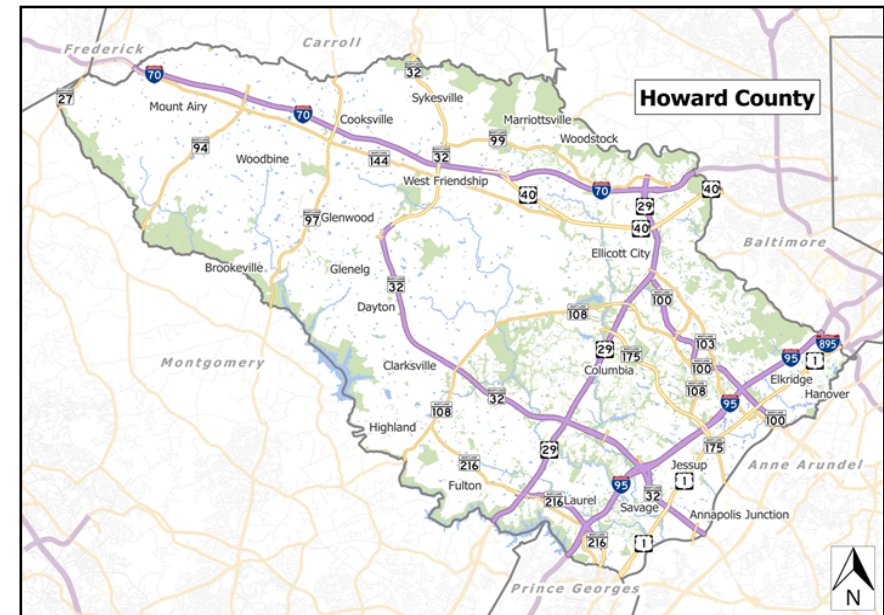 Frederick
Carroll
Howard County
70
32
27
Mount Airy
Sykesville
70
Cooksville
Marriottsville
99
Woodstock
94
Woodbine
144
32
West Friendship
40
70
40
29
97
Glenwood
40
Baltimore
Ellicott City
Brookeville
Glenelg
32
100
Dayton
108
895
103
29
175
95
1
Montgomery
Clarksville
Columbia
100
Elkridge
32
108
Hanover
108
95
100
Highland
29
175
216
Jessup
Anne Arundel
Fulton
95
1
32
216
Laurel
Savage
Annapolis Junction
216
1
Prince Georges
N